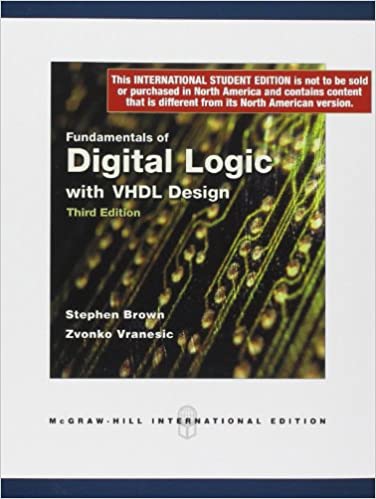 This INTERNATIONAL STUDENT EDITION is not to be sold
or purchased in North America and contains content
that is different from its North American version.
Fundamentals of
Digital Logic
with VHDL Design
Third Edition
Stephen Brown
Zvonko Vranesic
McGRAW-HILL INTERNATIONAL EDITION